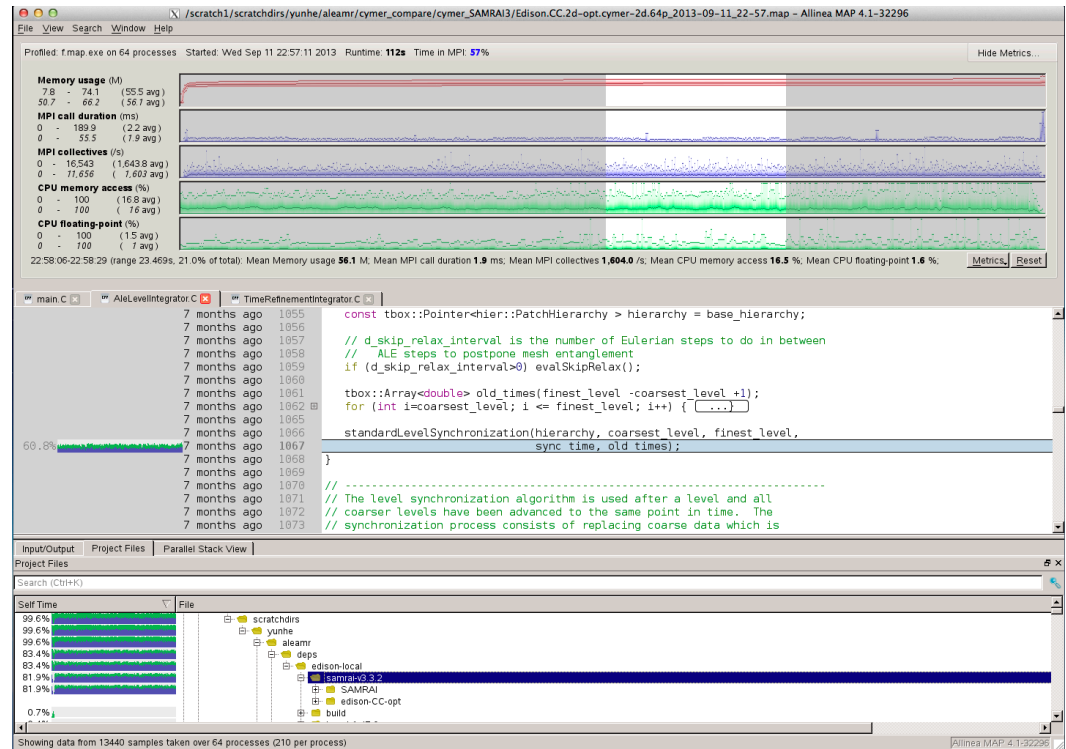 /scratch1/scratchdirs/yunhe/aleamr/cymer_compare/cymer_SAMRAI3/Edison.CC.2d-opt.cymer-2d.64p_2013-09-11_22-57.map - Allinea MAP 4.1-32296
File View Search Window Help
Profiled: f.map.exe on 64 processes Started: Wed Sep 11 22:57:11 2013 Runtime: 112s Time in MPI: 57% Hide Metrics...
Memory usage (M)
7.8 - 74.1 (55.5 avg)
50.7 - 66.2 (56.1 avg)
MPI call duration (ms)
0 - 189.9 (2.2 avg)
0 - 55.5 (1.9 avg)
MPI collectives (/s)
0 - 16,543 (1,643.8 avg)
0 - 11,656 (1,603 avg)
CPU memory access (%)
0 - 100 (16.8 avg)
0 - 100 (16 avg)
CPU floating-point (%)
0 - 100 (1.5 avg)
0 - 100 (1 avg)
22:58:06-22:58:29 (range 23.469s, 21.0% of total): Mean Memory usage 56.1 M; Mean MPI call duration 1.9 ms; Mean MPI collectives 1,604.0 /s; Mean CPU memory access 16.5 %; Mean CPU floating-point 1.6 %; Metrics, Reset
main.C AleLevelIntegrator.C TimeRefinementIntegrator.C
7 months ago 1055 const tbox::Pointer<hier::PatchHierarchy > hierarchy = base_hierarchy;
7 months ago 1056
7 months ago 1057 // d_skip_relax_interval is the number of Eulerian steps to do in between
7 months ago 1058 // ALE steps to postpone mesh entanglement
7 months ago 1059 if (d_skip_relax_interval>0) evalSkipRelax();
7 months ago 1060
7 months ago 1061 tbox::Array<double> old_times(finest_level -coarsest_level +1);
7 months ago 1062 for (int i=coarsest_level; i <= finest_level; i++) { ...}
7 months ago 1065
7 months ago 1066 standardLevelSynchronization(hierarchy, coarsest_level, finest_level,
60.8% 7 months ago 1067 sync_time, old_times);
7 months ago 1068 }
7 months ago 1069
7 months ago 1070 // -------------------------------------------------------------------------
7 months ago 1071 // The level synchronization algorithm is used after a level and all
7 months ago 1072 // coarser levels have been advanced to the same point in time. The
7 months ago 1073 // synchronization process consists of replacing coarse data which is
Input/Output Project Files Parallel Stack View
Project Files
Search (Ctrl+K)
Self Time File
99.6% scratchdirs
99.6% yunhe
99.6% aleamr
83.4% deps
83.4% edison-local
81.9% samrai-v3.3.2
81.9% SAMRAI
edison-CC-opt
0.7% build
Showing data from 13440 samples taken over 64 processes (210 per process) Allinea MAP 4.1-32296